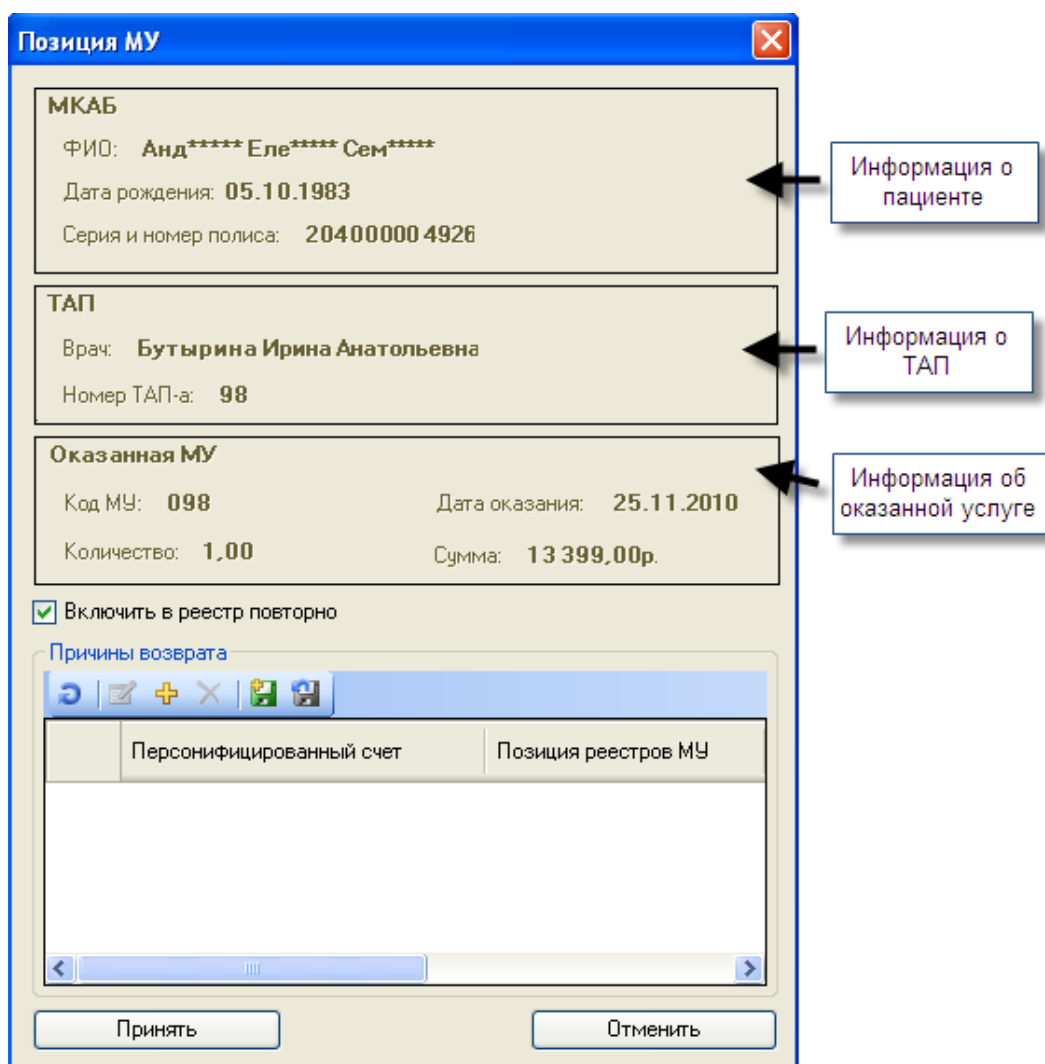 Позиция МУ
МКАБ
ФИО: Анд***** Еле***** Сем*****
Дата рождения: 05.10.1983
Серия и номер полиса: 20400000 4926
Информация о
пациенте
ТАП
Врач: Бутырина Ирина Анатольевна
Номер ТАП-а: 98
Информация о
ТАП
Оказанная МУ
Код МУ: 098 Дата оказания: 25.11.2010
Количество: 1,00 Сумма: 13 399,00р.
Информация об
оказанной услуге
Включить в реестр повторно
Причины возврата
Персонифицированный счет Позиция реестров МУ
Принять Отменить